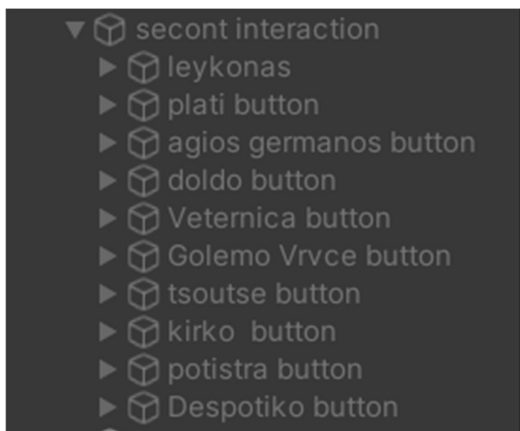 secont interaction
leykonas
plati button
agios germanos button
doldo button
Veternica button
Golemo Vrvce button
tsoutse button
kirko  button
potistra button
Despotiko button